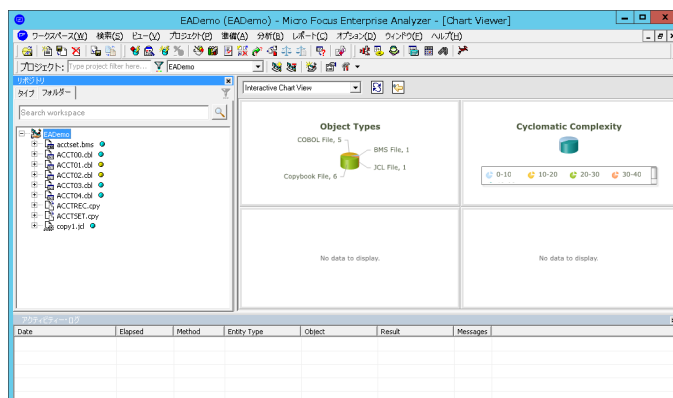 EADemo (EADemo) - Micro Focus Enterprise Analyzer - [Chart Viewer]
ワークスペース(W) 検索(S) ビュー(V) プロジェクト(P) 準備(A) 分析(B) レポート(C) オプション(D) ウィンドウ(E) ヘルプ(H)
プロジェクト: Type project filter here... EADemo
リポジトリ
タイプ フォルダー
Interactive Chart View
Search workspace
EADemo
acctset.bms
ACCT00.cbl
ACCT01.cbl
ACCT02.cbl
ACCT03.cbl
ACCT04.cbl
ACCTREC.cpy
ACCTSET.cpy
copy1.jcl
Object Types
COBOL File, 5
BMS File, 1
JCL File, 1
Copybook File, 6
Cyclomatic Complexity
0-10 10-20 20-30 30-40
No data to display.
No data to display.
アクティビティー・ログ
Date Elapsed Method Entity Type Object Result Messages